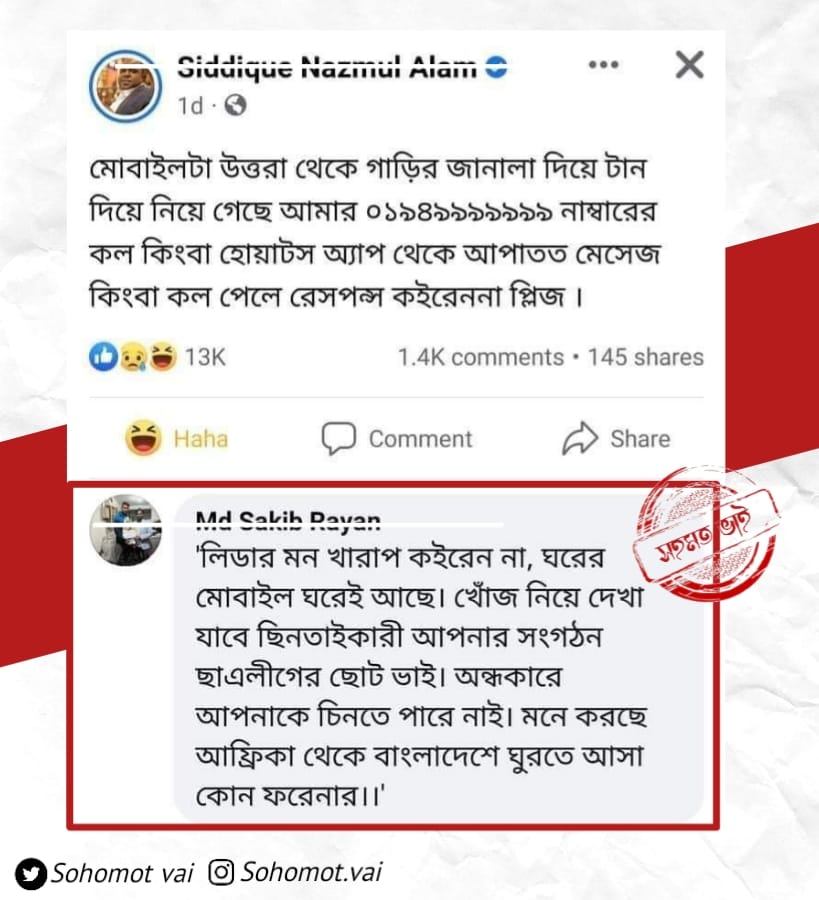 Siddique Nazmul Alam
1d ·
মোবাইলটা উত্তরা থেকে গাড়ির জানালা দিয়ে টান
দিয়ে নিয়ে গেছে আমার ০১৯৪৯৯৯৯৯৯৯ নাম্বারের
কল কিংবা হোয়াটস অ্যাপ থেকে আপাতত মেসেজ
কিংবা কল পেলে রেসপন্স কইরেননা প্লিজ ।
13K 1.4K comments • 145 shares
Haha Comment Share
Md Sakib Rayan
'লিডার মন খারাপ কইরেন না, ঘরের
মোবাইল ঘরেই আছে। খোঁজ নিয়ে দেখা
যাবে ছিনতাইকারী আপনার সংগঠন
ছাএলীগের ছোট ভাই। অন্ধকারে
আপনাকে চিনতে পারে নাই। মনে করছে
আফ্রিকা থেকে বাংলাদেশে ঘুরতে আসা
কোন ফরেনার।।'
সহমত ভাই
Sohomot vai Sohomot.vai